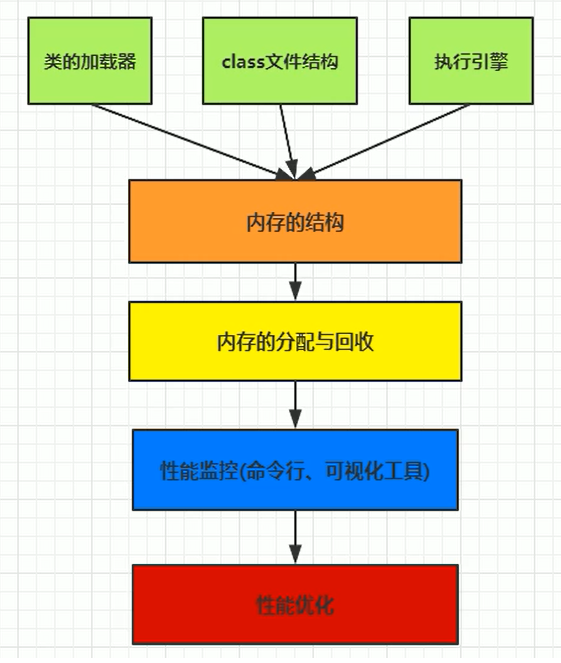 类的加载器
class文件结构
执行引擎
内存的结构
内存的分配与回收
性能监控(命令行、可视化工具)
性能优化